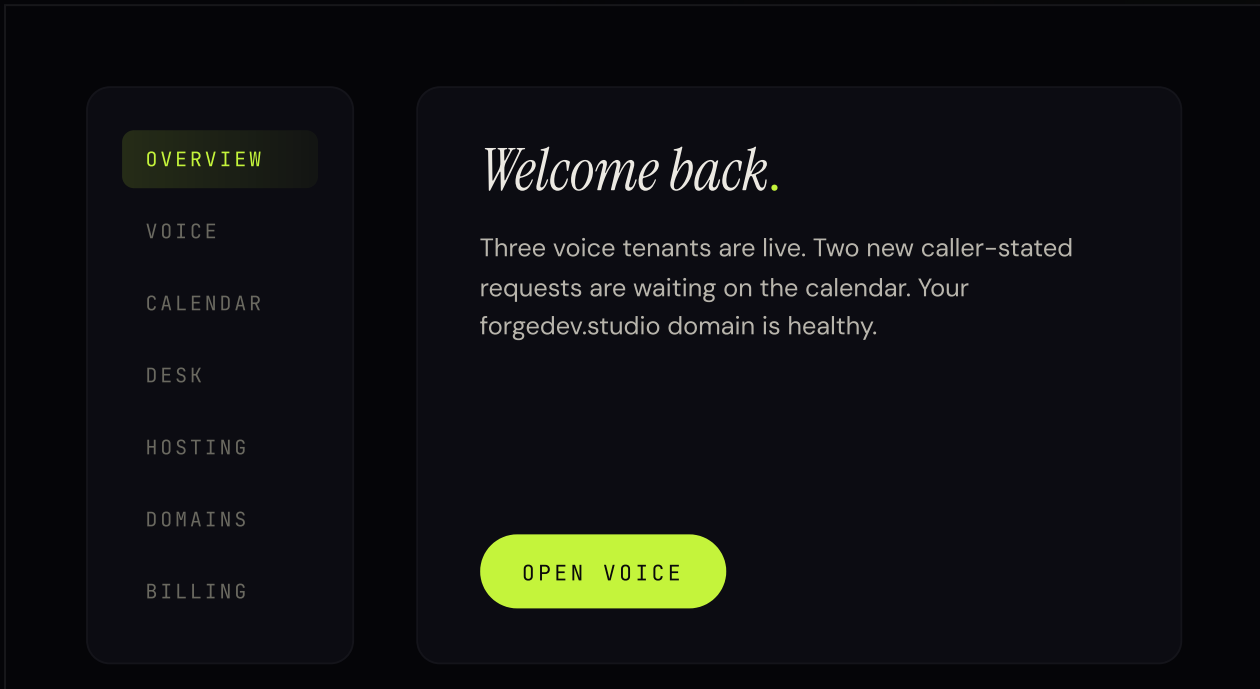 OVERVIEW
VOICE
CALENDAR
DESK
HOSTING
DOMAINS
BILLING
Welcome back.
Three voice tenants are live. Two new caller-stated
requests are waiting on the calendar. Your
forgedev.studio domain is healthy.
OPEN VOICE